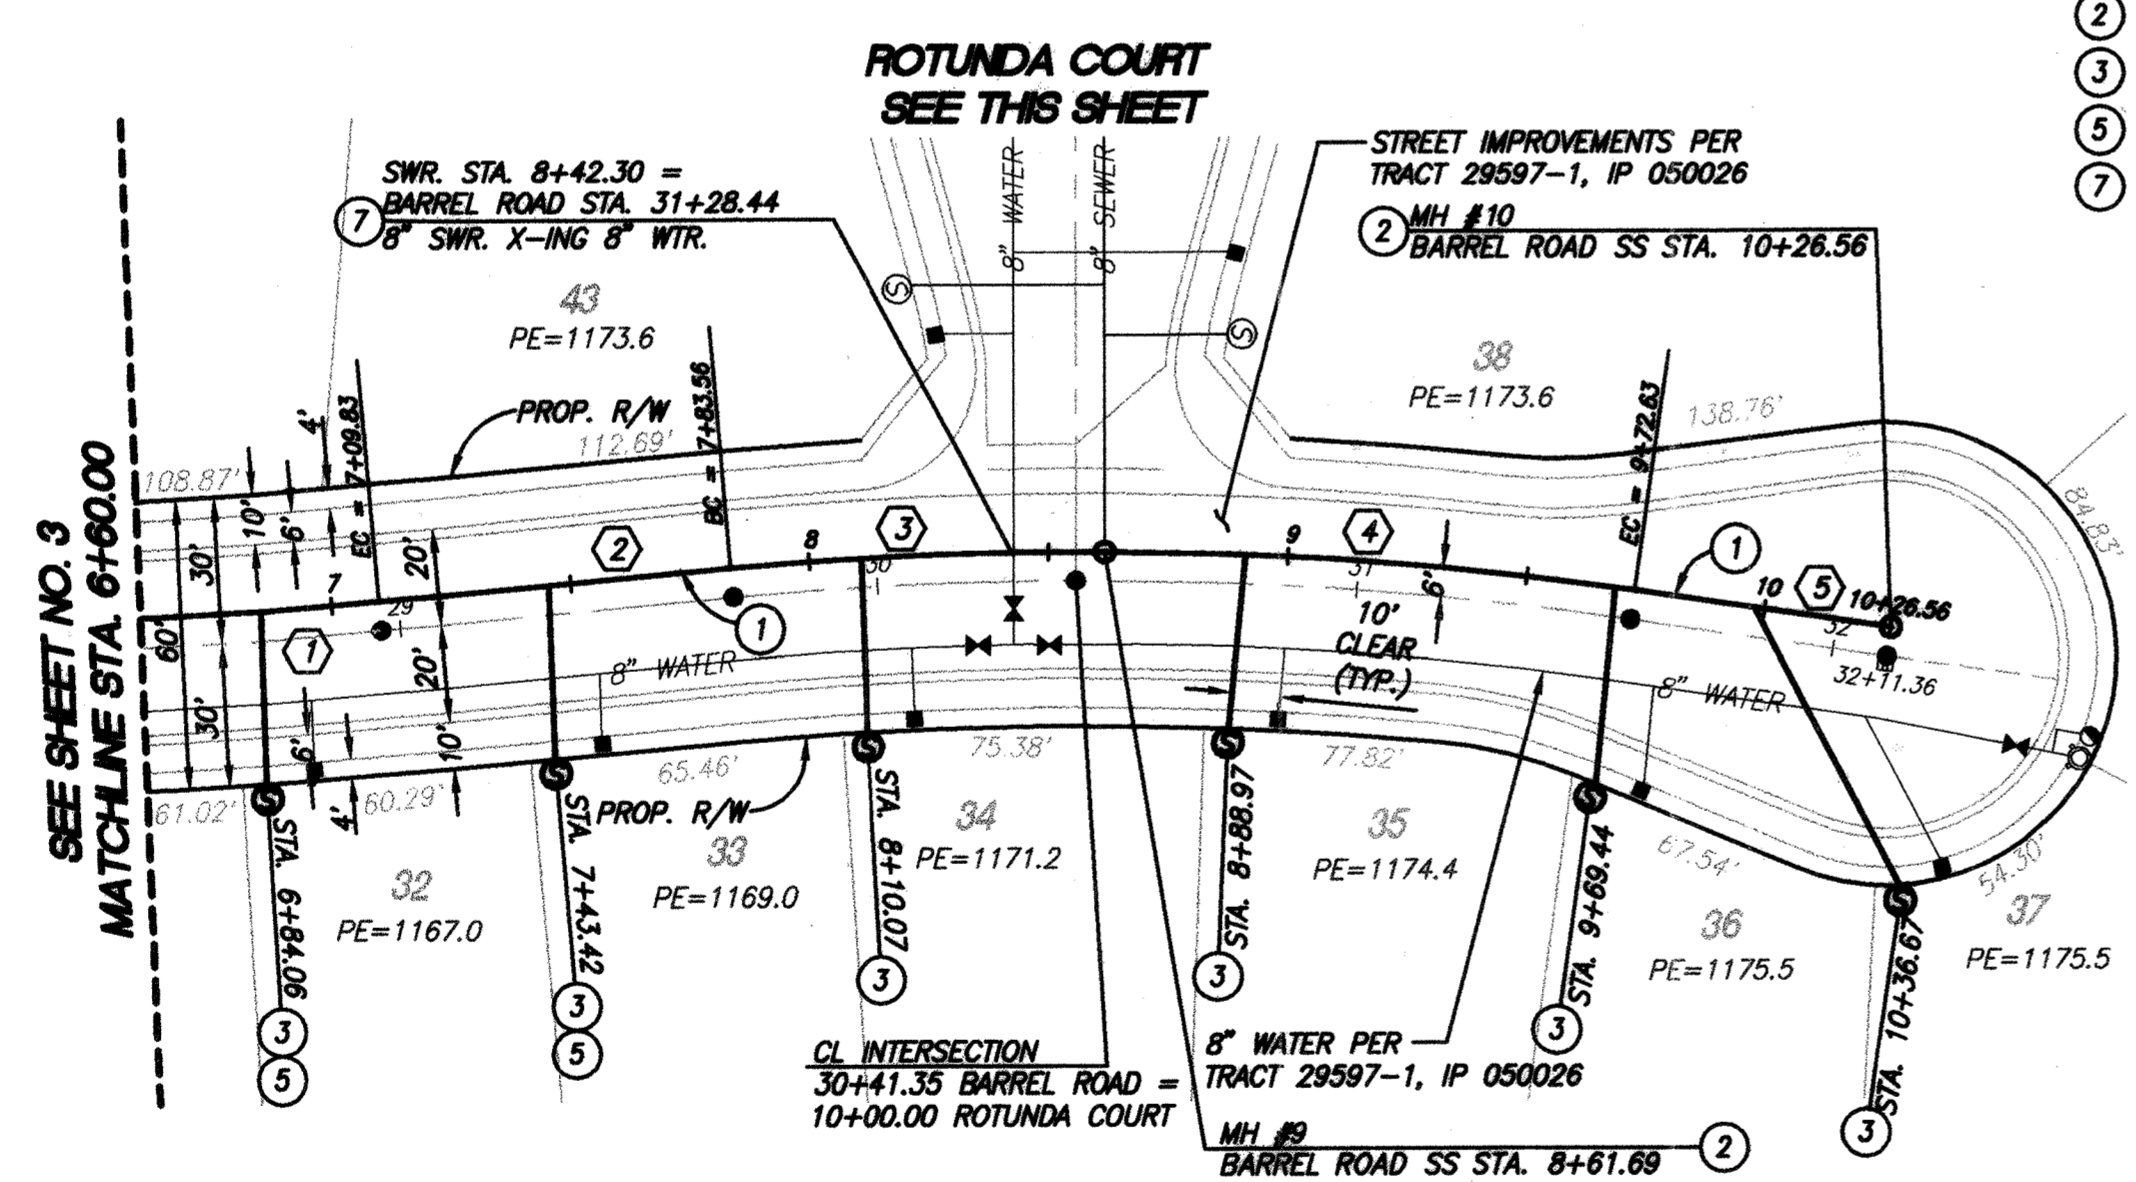 ROTUNDA COURT
SEE THIS SHEET
2
3
5
7
SWR. STA. 8+42.30 =
BARREL ROAD STA. 31+28.44
7
8" SWR. X-ING 8" WTR.
STREET IMPROVEMENTS PER
TRACT 29597-1, IP 050026
2
MH #10
BARREL ROAD SS STA. 10+26.56
8" WATER
8" SEWER
S
S
43
PE=1173.6
38
PE=1173.6
PROP. R/W
108.87'
112.69'
138.76'
84.83'
EC = 7+09.83
BC = 7+83.56
EC = 9+72.63
SEE SHEET NO. 3
MATCHLINE STA. 6+60.00
60'
30'
30'
10'
6'
4'
20'
20'
10'
6'
4'
7
29
1
2
8
3
30
9
4
31
6'
1
10
5
10+26.56
32
32+11.36
1
8" WATER
10'
CLEAR
(TYP.)
8" WATER
61.02'
60.29'
65.46'
75.38'
77.82'
67.54'
54.30'
PROP. R/W
S
S
S
S
S
S
32
PE=1167.0
33
PE=1169.0
34
PE=1171.2
35
PE=1174.4
36
PE=1175.5
37
PE=1175.5
STA. 6+84.06
3
5
STA. 7+43.42
3
5
STA. 8+10.07
3
STA. 8+88.97
3
STA. 9+69.44
3
STA. 10+36.67
3
CL INTERSECTION
30+41.35 BARREL ROAD =
10+00.00 ROTUNDA COURT
8" WATER PER
TRACT 29597-1, IP 050026
MH #9
BARREL ROAD SS STA. 8+61.69
2